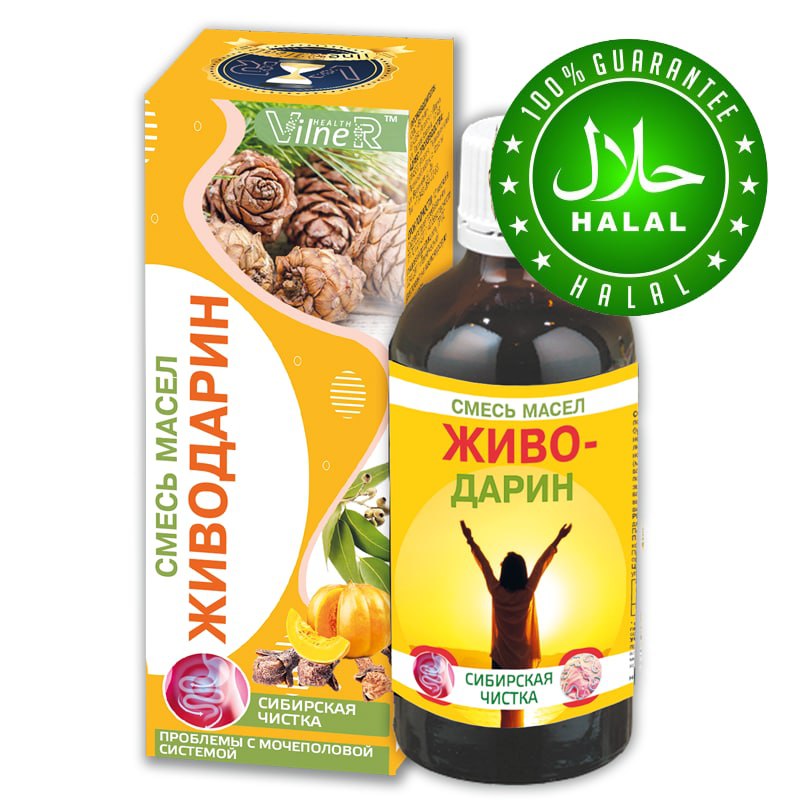 HEALTH
VilneR™
СМЕСЬ МАСЕЛ
ЖИВОДАРИН
СИБИРСКАЯ
ЧИСТКА
ПРОБЛЕМЫ С МОЧЕПОЛОВОЙ
СИСТЕМОЙ
100% GUARANTEE
حلال
HALAL
HALAL
СМЕСЬ МАСЕЛ
ЖИВО-
ДАРИН
СИБИРСКАЯ
ЧИСТКА